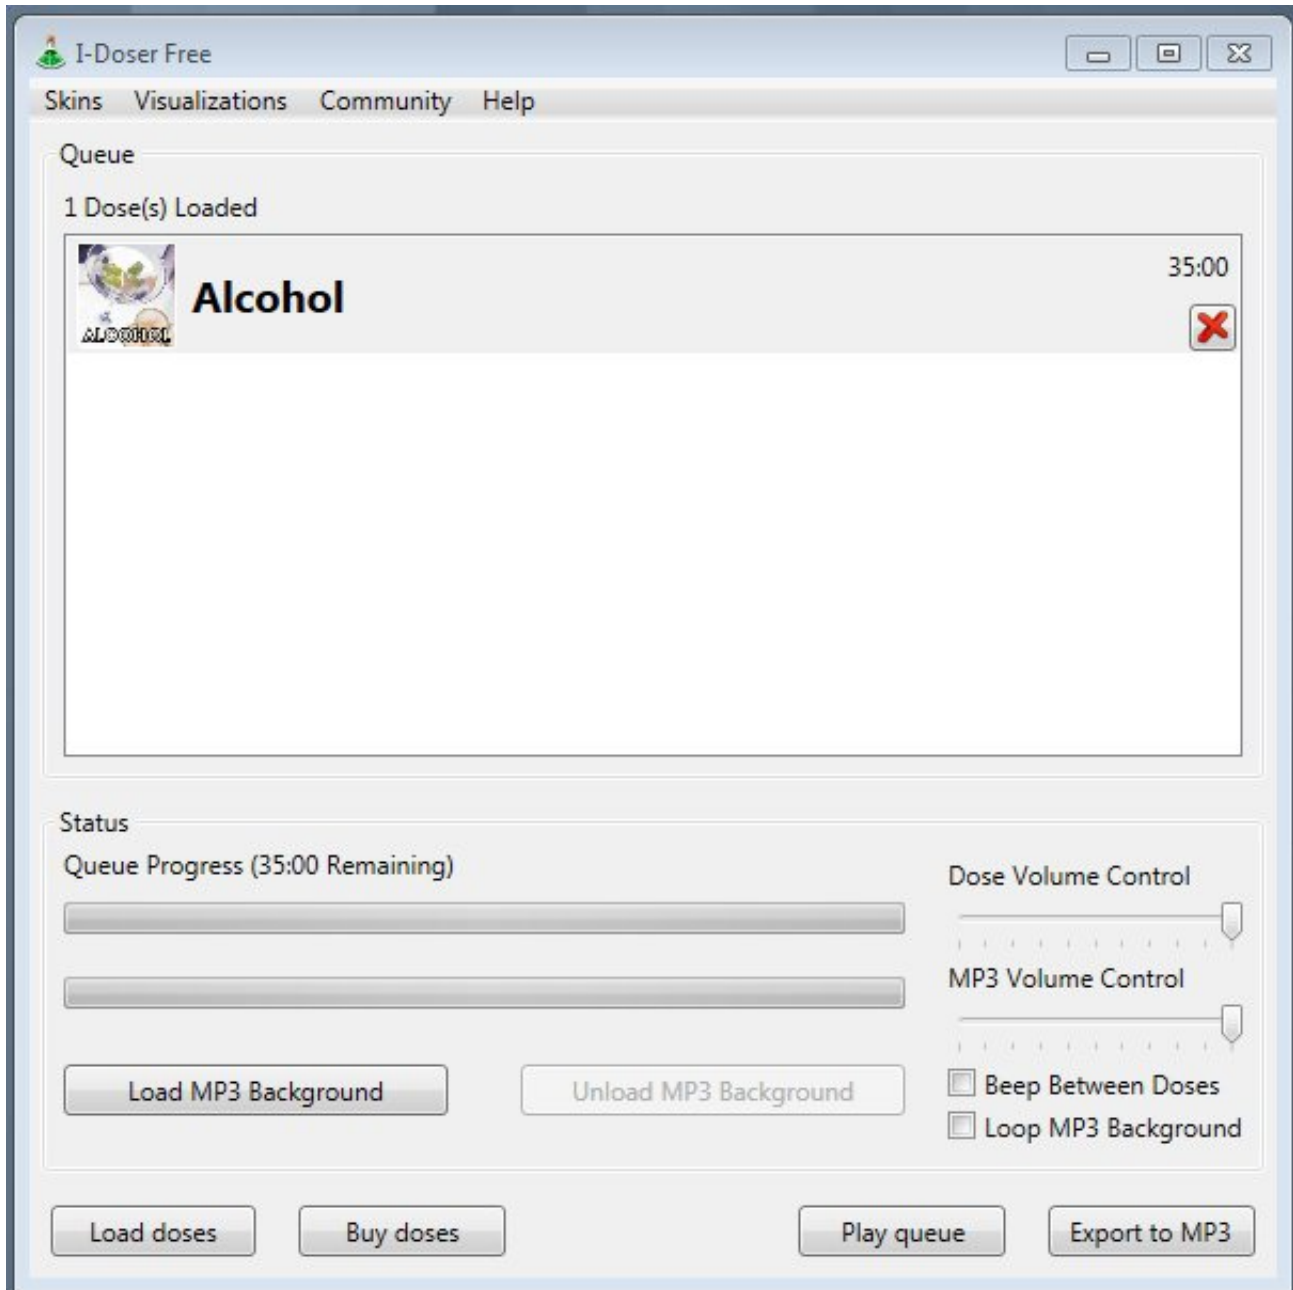 I-Doser Free
Skins Visualizations Community Help
Queue
1 Dose(s) Loaded
35:00
Alcohol
ALCOHOL
Status
Queue Progress (35:00 Remaining)
Dose Volume Control
MP3 Volume Control
Load MP3 Background
Unload MP3 Background
Beep Between Doses
Loop MP3 Background
Load doses
Buy doses
Play queue
Export to MP3